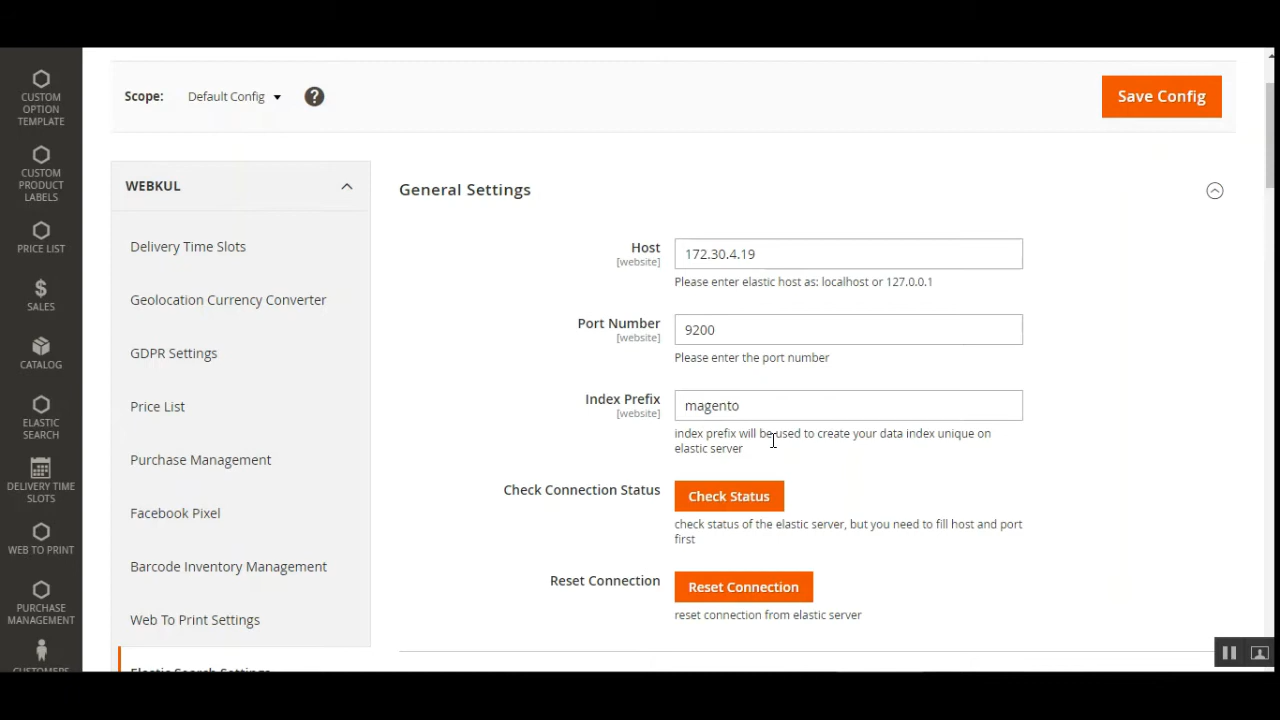 CUSTOM
OPTION
TEMPLATE
CUSTOM
PRODUCT
LABELS
PRICE LIST
SALES
CATALOG
ELASTIC
SEARCH
DELIVERY TIME
SLOTS
WEB TO PRINT
PURCHASE
MANAGEMENT
CUSTOMERS
Scope: Default Config ?
Save Config
WEBKUL
Delivery Time Slots
Geolocation Currency Converter
GDPR Settings
Price List
Purchase Management
Facebook Pixel
Barcode Inventory Management
Web To Print Settings
Elastic Search Settings
General Settings
Host 172.30.4.19
[website]
Please enter elastic host as: localhost or 127.0.0.1
Port Number 9200
[website]
Please enter the port number
Index Prefix magento
[website]
index prefix will be used to create your data index unique on
elastic server
Check Connection Status Check Status
check status of the elastic server, but you need to fill host and port
first
Reset Connection Reset Connection
reset connection from elastic server